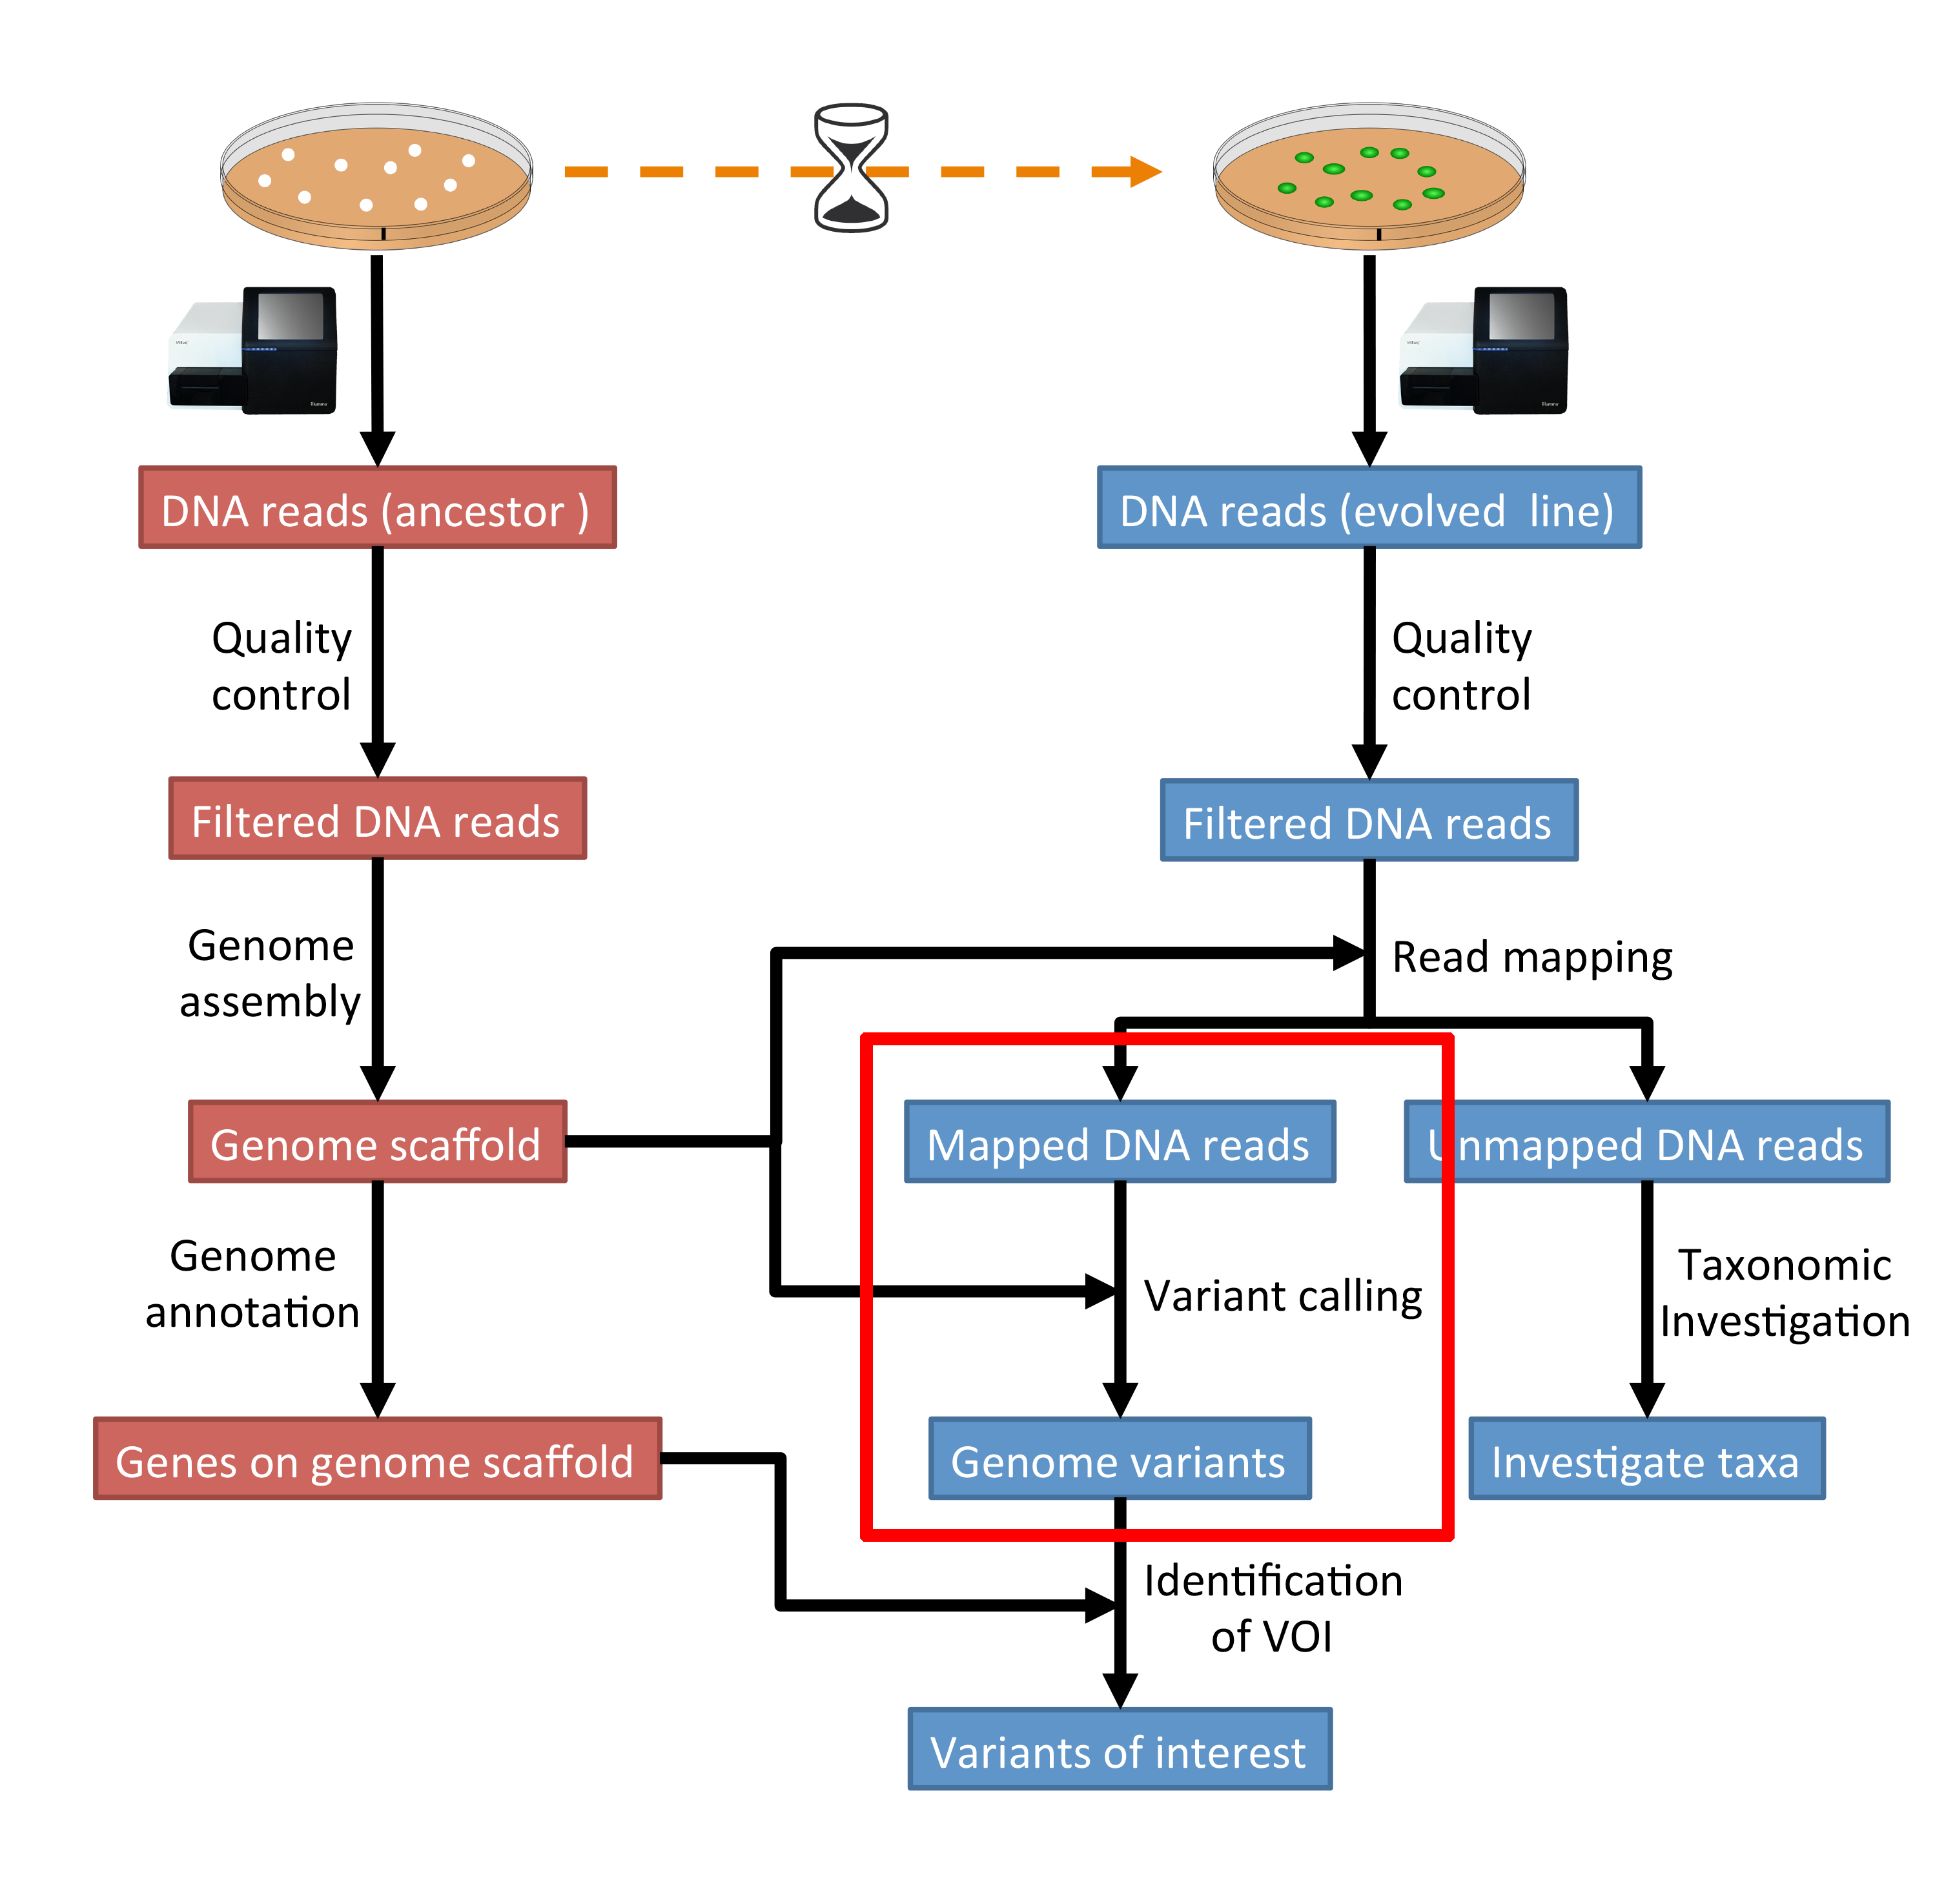 DNA reads (ancestor )
DNA reads (evolved  line)
Quality
control
Quality
control
Filtered DNA reads
Filtered DNA reads
Genome
assembly
Read mapping
Genome scaffold
Mapped DNA reads
Unmapped DNA reads
Genome
annotation
Variant calling
Taxonomic
Investigation
Genes on genome scaffold
Genome variants
Investigate taxa
Identification
of VOI
Variants of interest